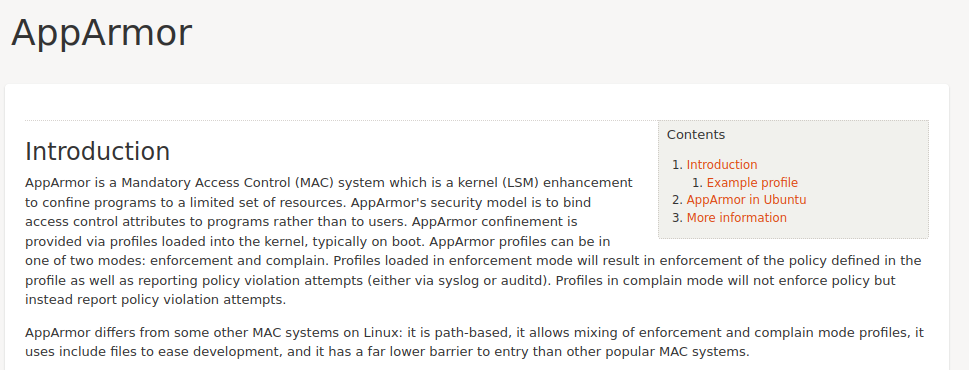 AppArmor
Contents
1. Introduction
1. Example profile
2. AppArmor in Ubuntu
3. More information
Introduction
AppArmor is a Mandatory Access Control (MAC) system which is a kernel (LSM) enhancement
to confine programs to a limited set of resources. AppArmor's security model is to bind
access control attributes to programs rather than to users. AppArmor confinement is
provided via profiles loaded into the kernel, typically on boot. AppArmor profiles can be in
one of two modes: enforcement and complain. Profiles loaded in enforcement mode will result in enforcement of the policy defined in the
profile as well as reporting policy violation attempts (either via syslog or auditd). Profiles in complain mode will not enforce policy but
instead report policy violation attempts.
AppArmor differs from some other MAC systems on Linux: it is path-based, it allows mixing of enforcement and complain mode profiles, it
uses include files to ease development, and it has a far lower barrier to entry than other popular MAC systems.